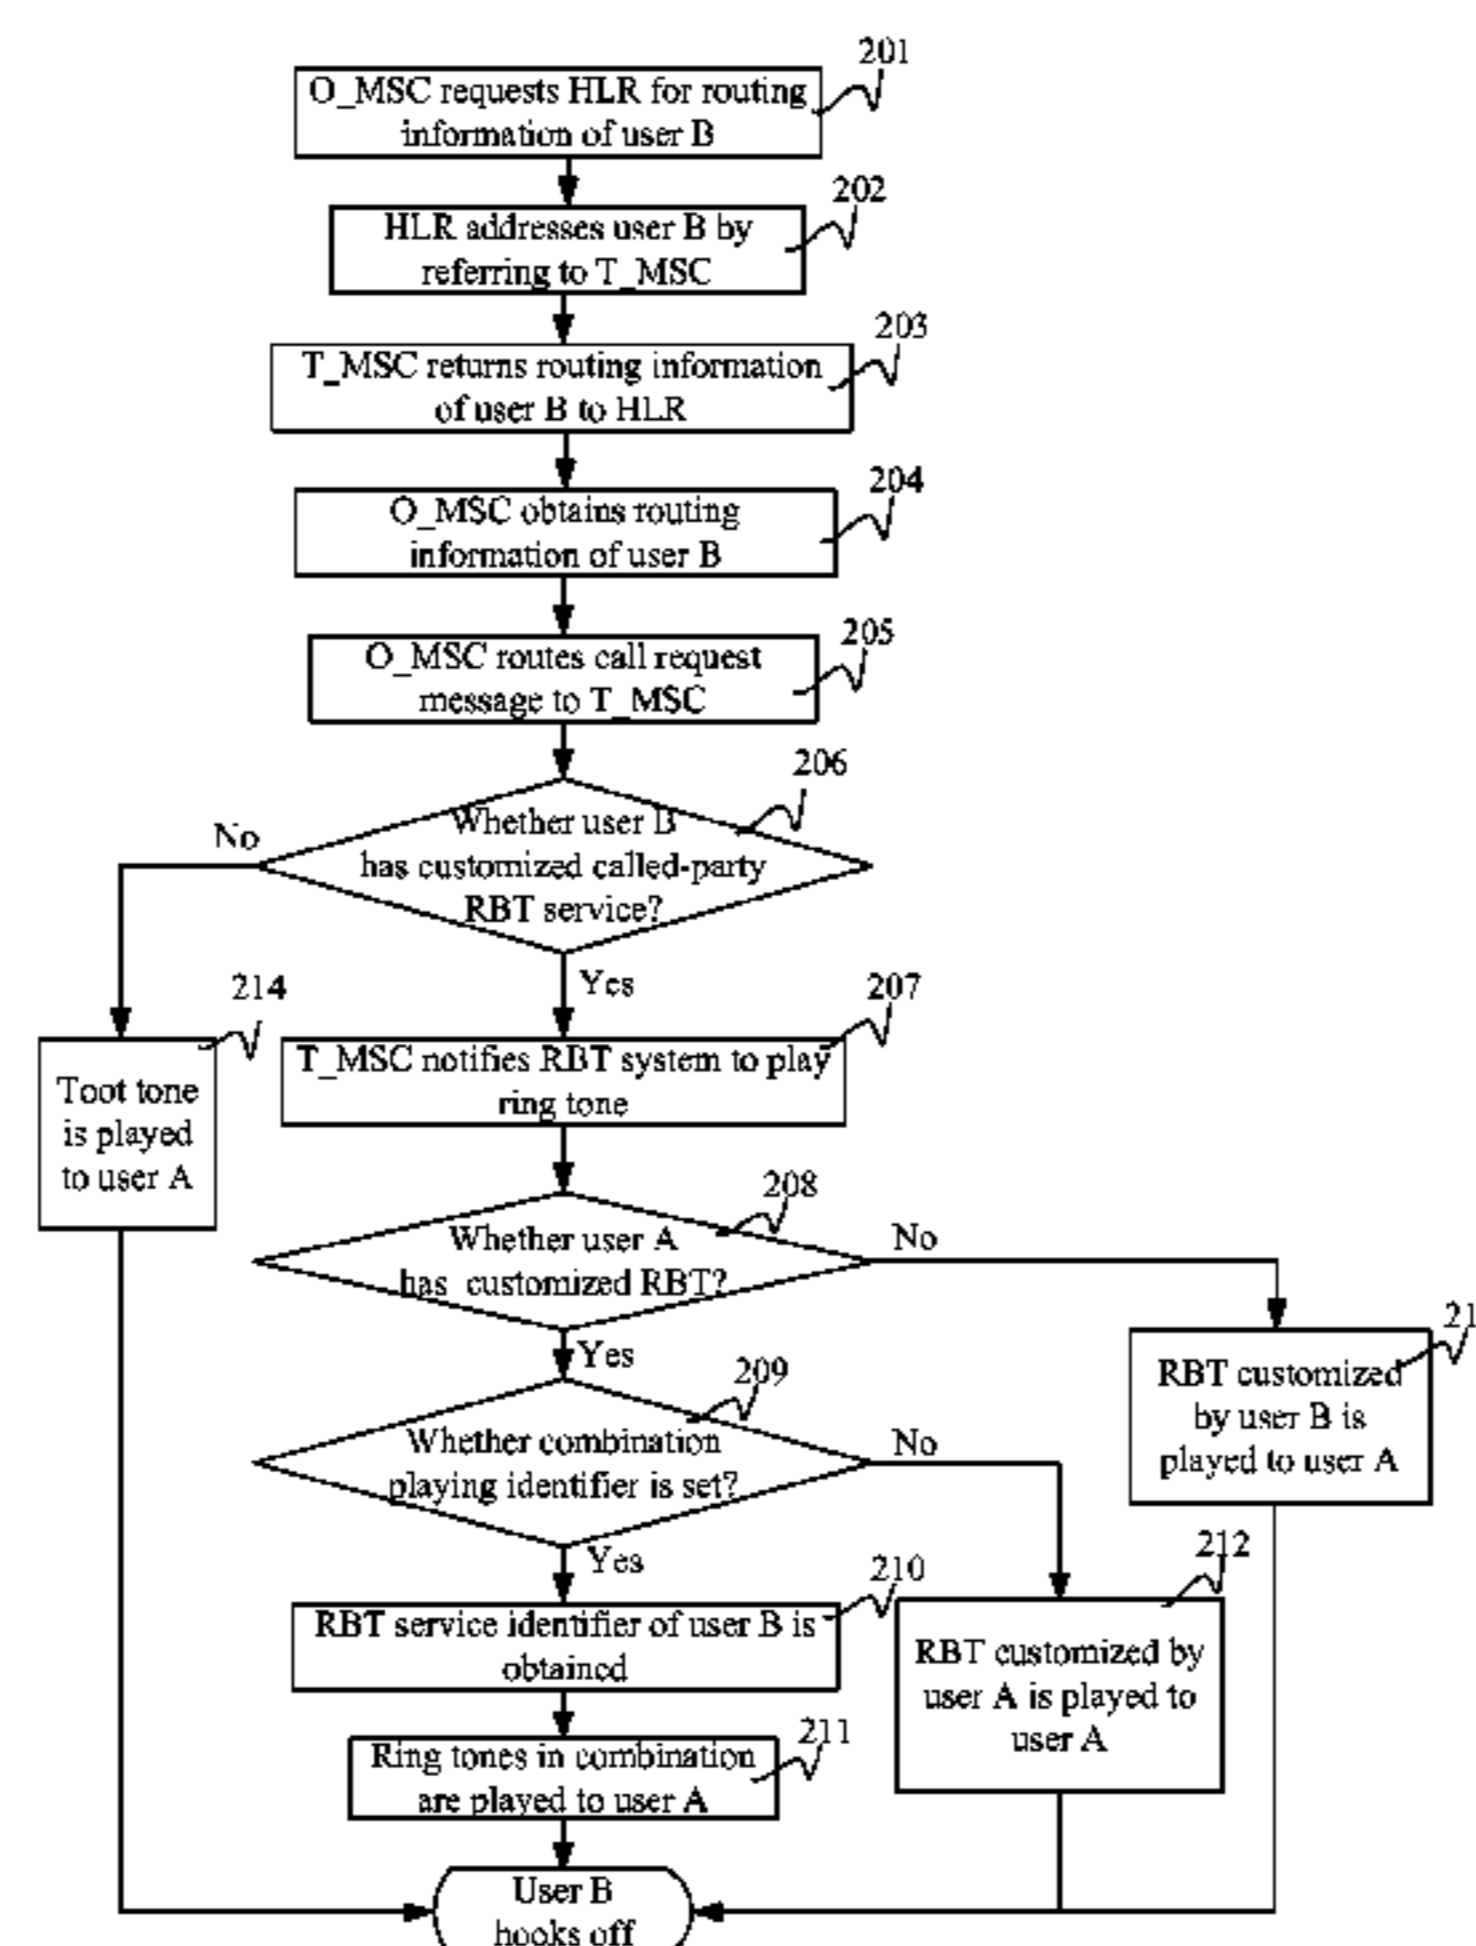 201
O_MSC requests HLR for routing
information of user B
202
HLR addresses user B by
referring to T_MSC
203
T_MSC returns routing information
of user B to HLR
204
O_MSC obtains routing
information of user B
205
O_MSC routes call request
message to T_MSC
206
Whether user B
has customized called-party
RBT service?
No
Yes
214
Toot tone
is played
to user A
207
T_MSC notifies RBT system to play
ring tone
208
Whether user A
has customized RBT?
No
Yes
21
RBT customized
by user B is
played to user A
209
Whether combination
playing identifier is set?
No
Yes
212
RBT customized by
user A is played to
user A
210
RBT service identifier of user B is
obtained
211
Ring tones in combination
are played to user A
User B
hooks off